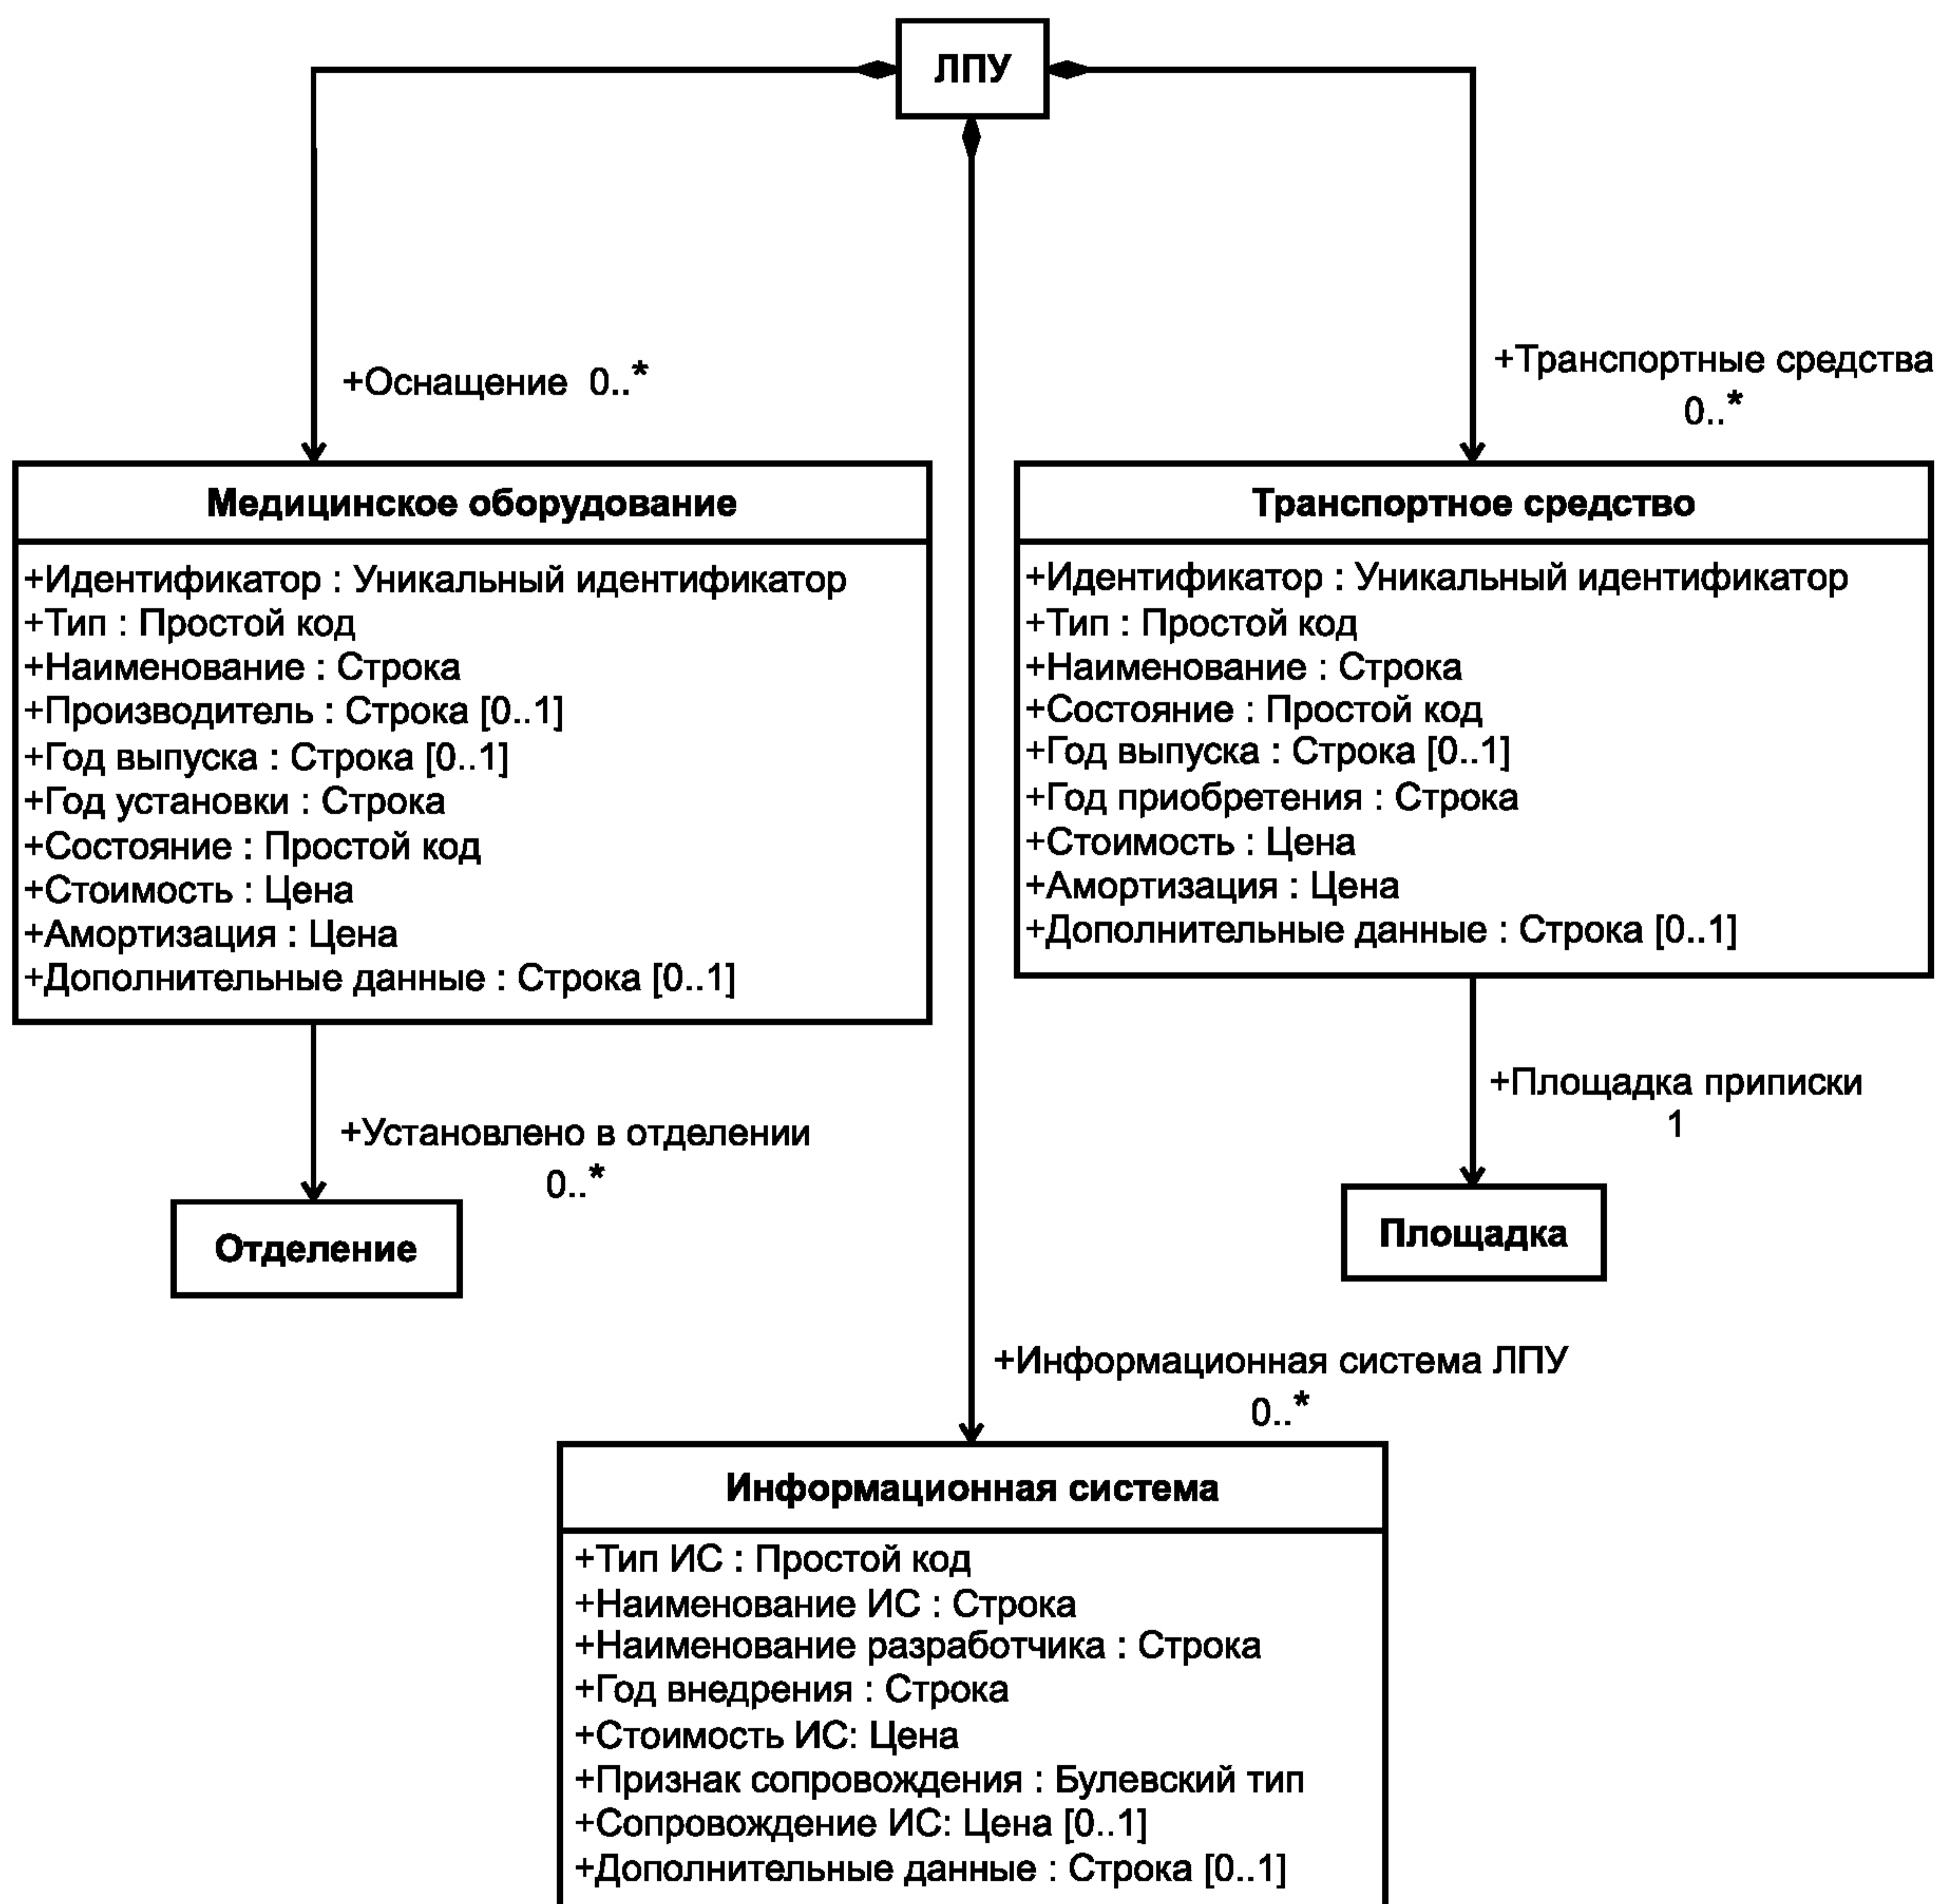 ЛПУ
+Оснащение 0..*
+Транспортные средства
0..*
Медицинское оборудование
+Идентификатор : Уникальный идентификатор
+Тип : Простой код
+Наименование : Строка
+Производитель : Строка [0..1]
+Год выпуска : Строка [0..1]
+Год установки : Строка
+Состояние : Простой код
+Стоимость : Цена
+Амортизация : Цена
+Дополнительные данные : Строка [0..1]
Транспортное средство
+Идентификатор : Уникальный идентификатор
+Тип : Простой код
+Наименование : Строка
+Состояние : Простой код
+Год выпуска : Строка [0..1]
+Год приобретения : Строка
+Стоимость : Цена
+Амортизация : Цена
+Дополнительные данные : Строка [0..1]
+Установлено в отделении
0..*
Отделение
+Площадка приписки
1
Площадка
+Информационная система ЛПУ
0..*
Информационная система
+Тип ИС : Простой код
+Наименование ИС : Строка
+Наименование разработчика : Строка
+Год внедрения : Строка
+Стоимость ИС: Цена
+Признак сопровождения : Булевский тип
+Сопровождение ИС: Цена [0..1]
+Дополнительные данные : Строка [0..1]